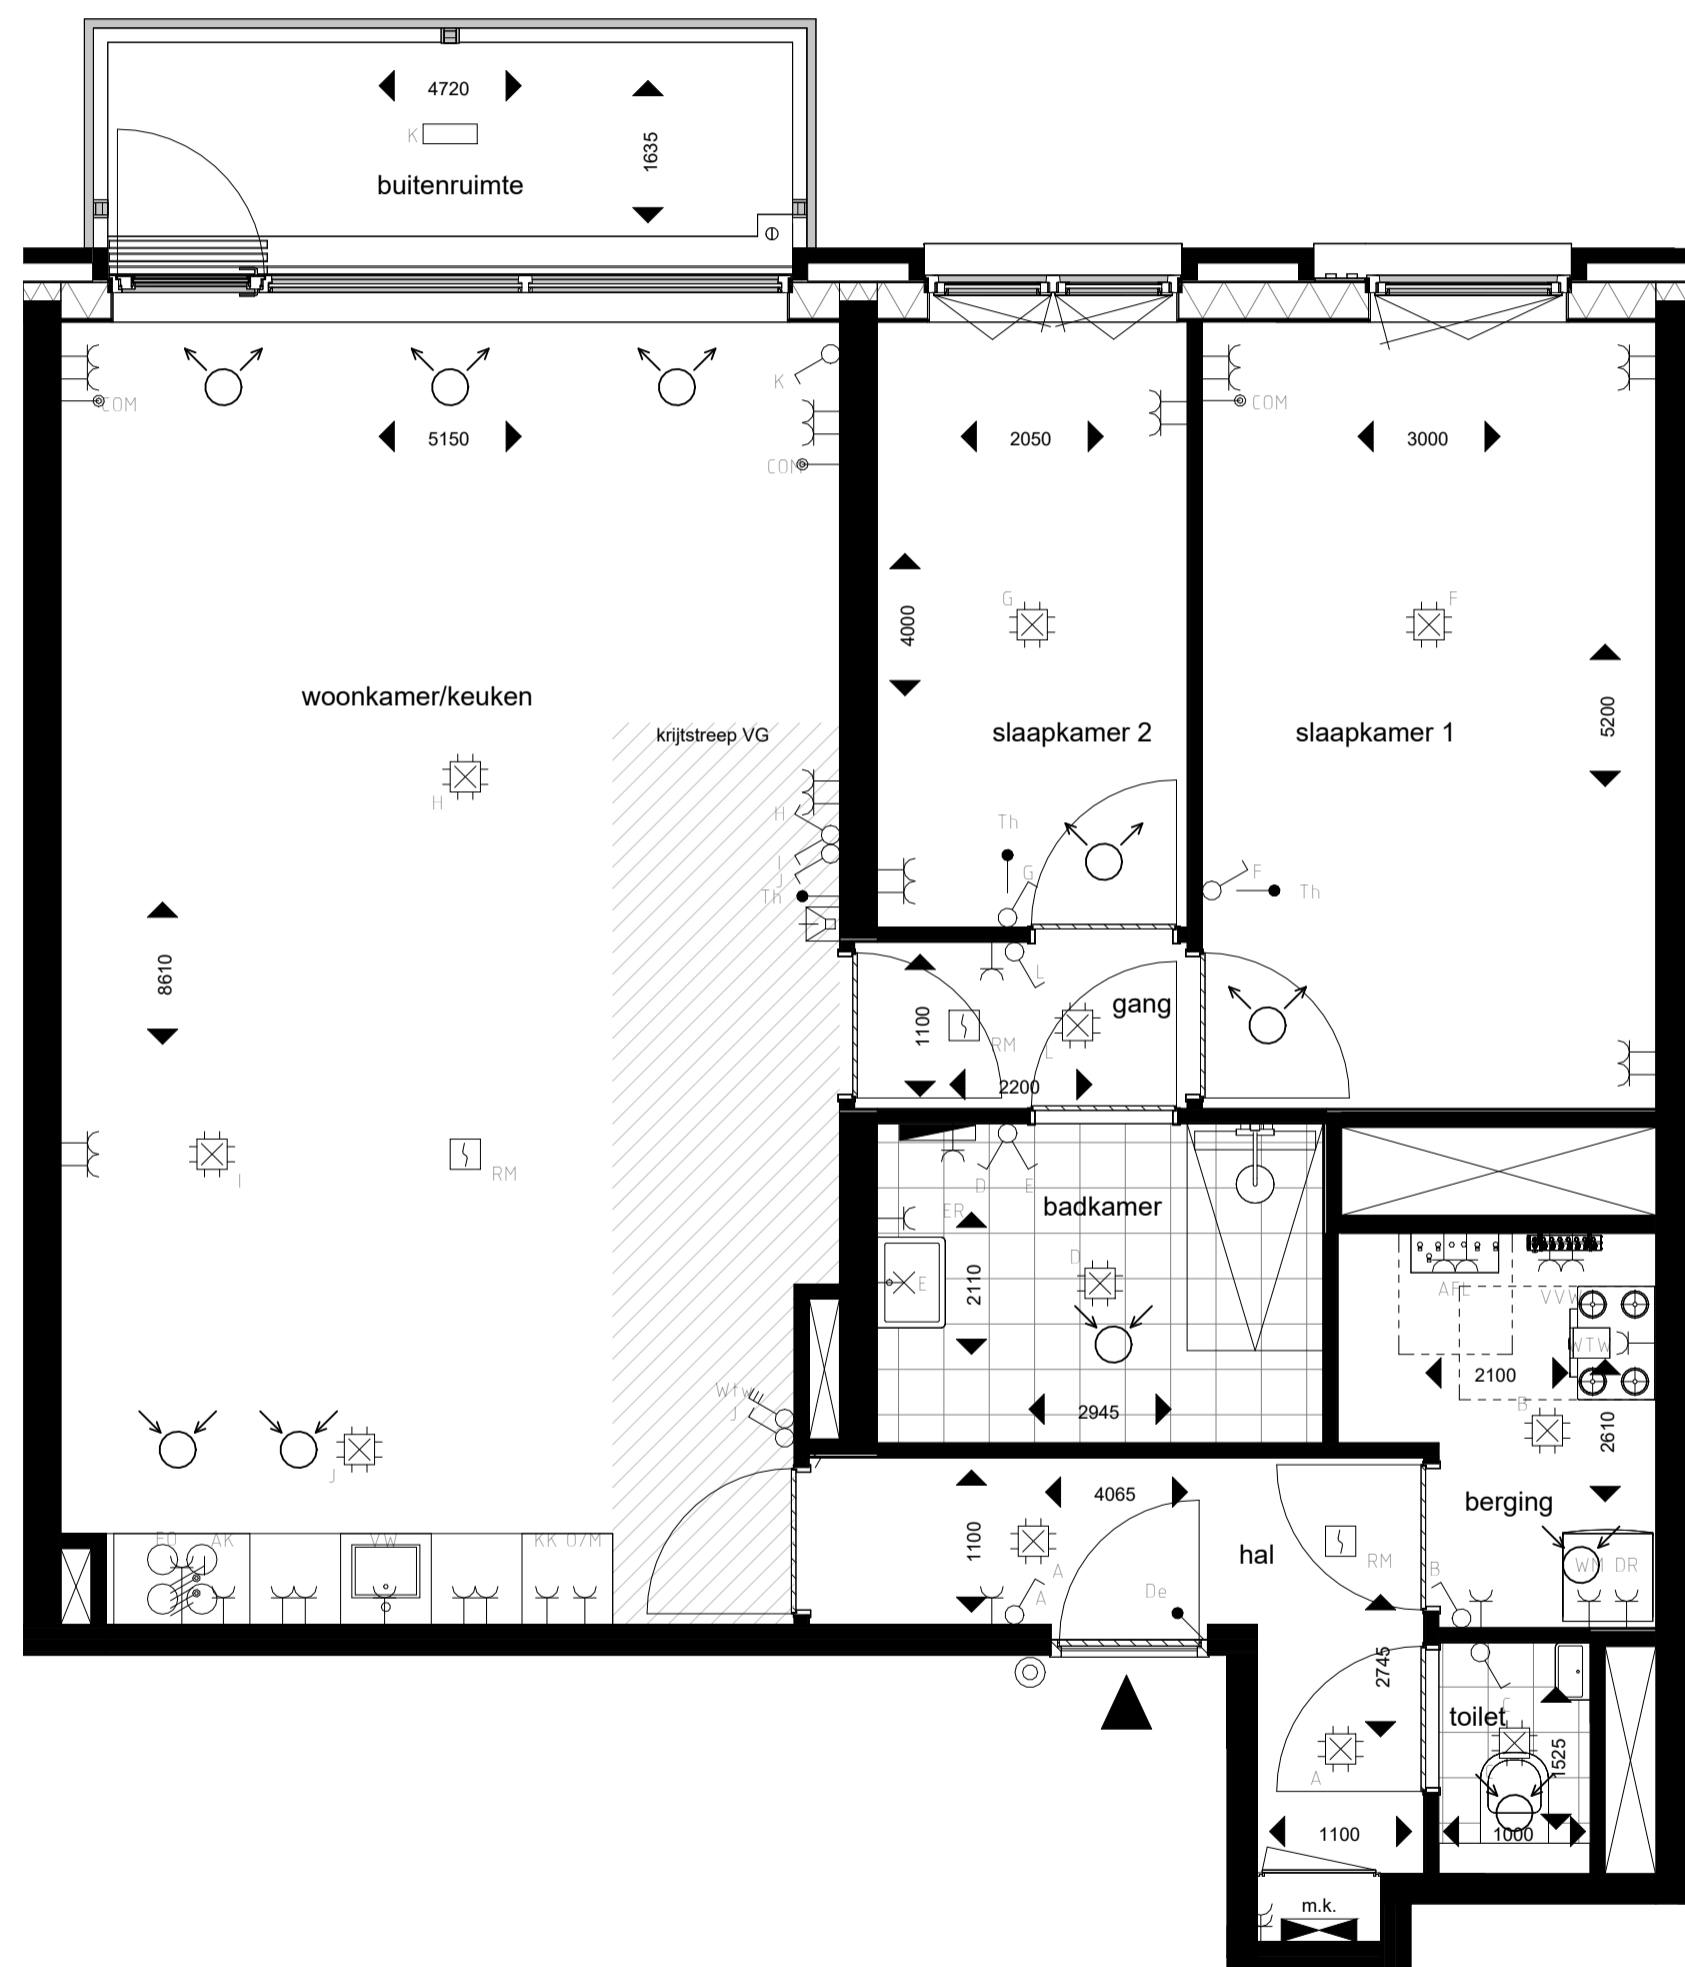 4720
1635
K
buitenruimte
COM
5150
K
COM
2050
COM
3000
G
4000
F
5200
woonkamer/keuken
krijtstreep VG
slaapkamer 2
slaapkamer 1
H
H
I
J
Th
Th
G
F
Th
8610
L
gang
1100
RM
L
2200
I
RM
D
E
badkamer
ER
E
2110
D
2945
AFL
VVW
WTW
2100
B
2610
berging
Wtw
J
J
4065
1100
A
A
hal
RM
De
B
WM DR
AK
VW
KK O/M
2745
toilet
C
1525
A
1100
1000
m.k.